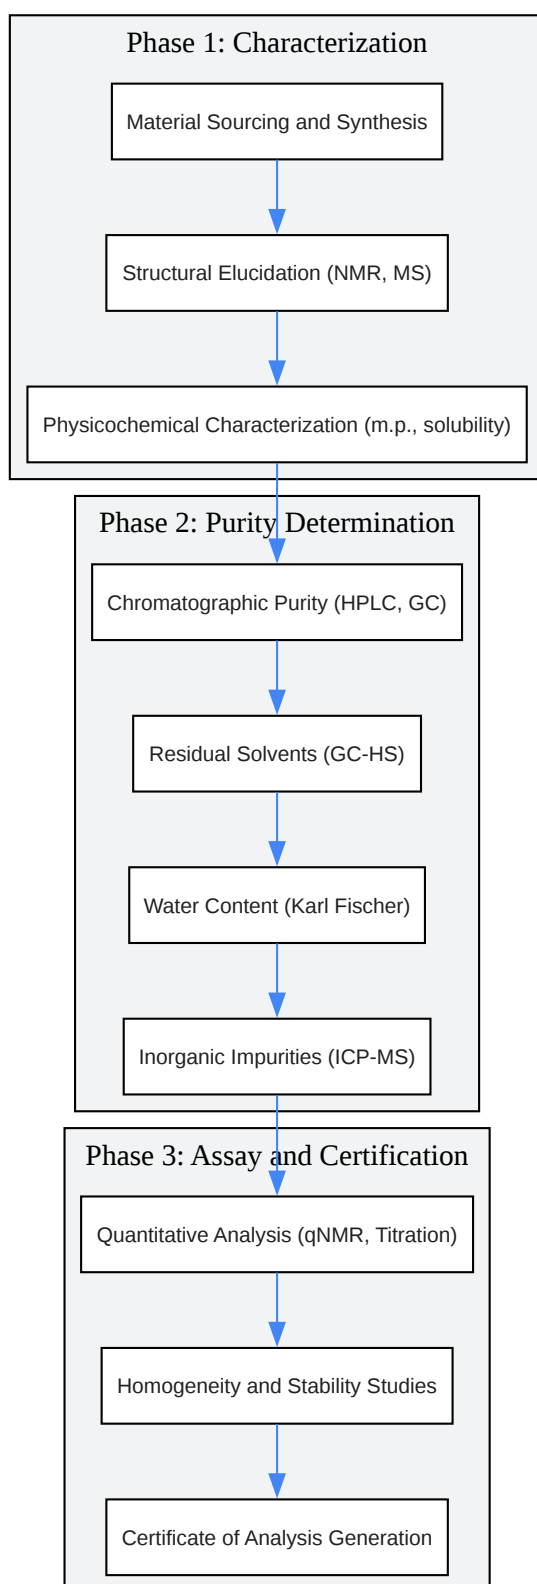 Phase 1: Characterization
Material Sourcing and Synthesis
Structural Elucidation (NMR, MS)
Physicochemical Characterization (m.p., solubility)
Phase 2: Purity Determination
Chromatographic Purity (HPLC, GC)
Residual Solvents (GC-HS)
Water Content (Karl Fischer)
Inorganic Impurities (ICP-MS)
Phase 3: Assay and Certification
Quantitative Analysis (qNMR, Titration)
Homogeneity and Stability Studies
Certificate of Analysis Generation